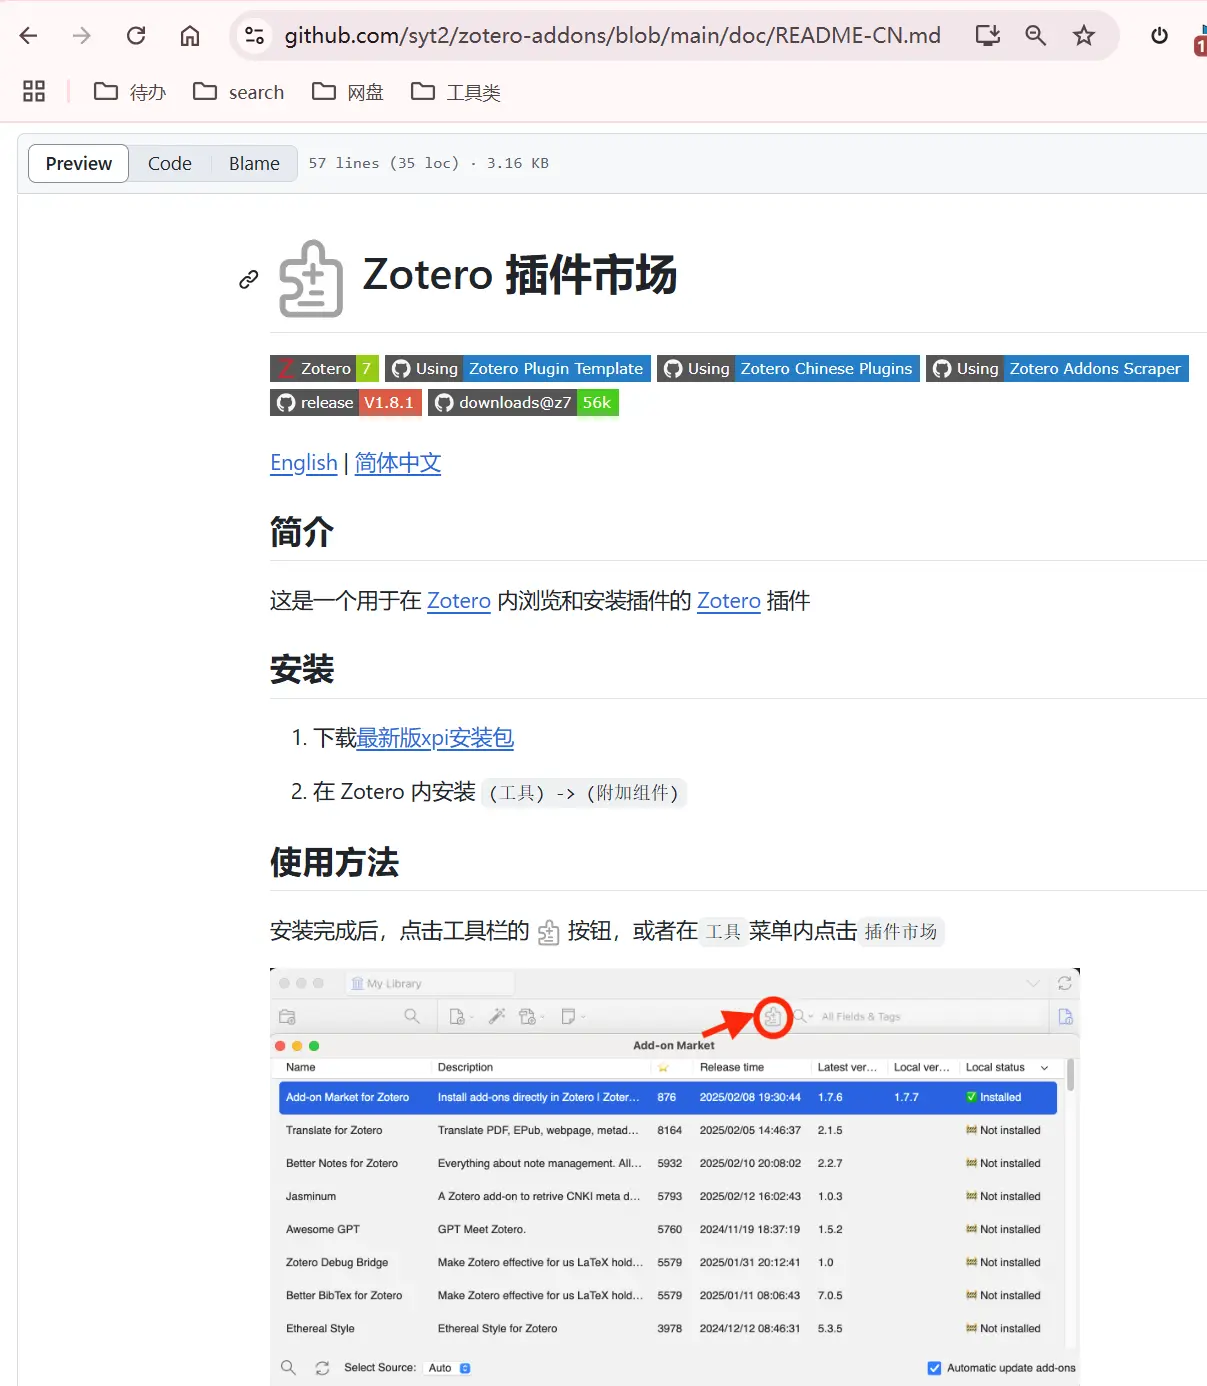 github.com/syt2/zotero-addons/blob/main/doc/README-CN.md
1
待办 search 网盘 工具类
Preview Code Blame 57 lines (35 loc) · 3.16 KB
Zotero 插件市场
Z Zotero 7 Using Zotero Plugin Template Using Zotero Chinese Plugins Using Zotero Addons Scraper
release V1.8.1 downloads@z7 56k
English | 简体中文
简介
这是一个用于在 Zotero 内浏览和安装插件的 Zotero 插件
安装
1. 下载最新版xpi安装包
2. 在 Zotero 内安装 (工具) -> (附加组件)
使用方法
安装完成后，点击工具栏的 按钮，或者在 工具 菜单内点击 插件市场
My Library
All Fields & Tags
Add-on Market
Name Description Release time Latest ver... Local ver... Local status
Add-on Market for Zotero Install add-ons directly in Zotero | Zoter... 876 2025/02/08 19:30:44 1.7.6 1.7.7 Installed
Translate for Zotero Translate PDF, EPub, webpage, metad... 8164 2025/02/05 14:46:37 2.1.5 Not installed
Better Notes for Zotero Everything about note management. All... 5932 2025/02/10 20:08:02 2.2.7 Not installed
Jasminum A Zotero add-on to retrive CNKI meta d... 5793 2025/02/12 16:02:43 1.0.3 Not installed
Awesome GPT GPT Meet Zotero. 5760 2024/11/19 18:37:19 1.5.2 Not installed
Zotero Debug Bridge Make Zotero effective for us LaTeX hold... 5579 2025/01/31 20:12:41 1.0 Not installed
Better BibTex for Zotero Make Zotero effective for us LaTeX hold... 5579 2025/01/11 08:06:43 7.0.5 Not installed
Ethereal Style Ethereal Style for Zotero 3978 2024/12/12 08:46:31 5.3.5 Not installed
Select Source: Auto Automatic update add-ons